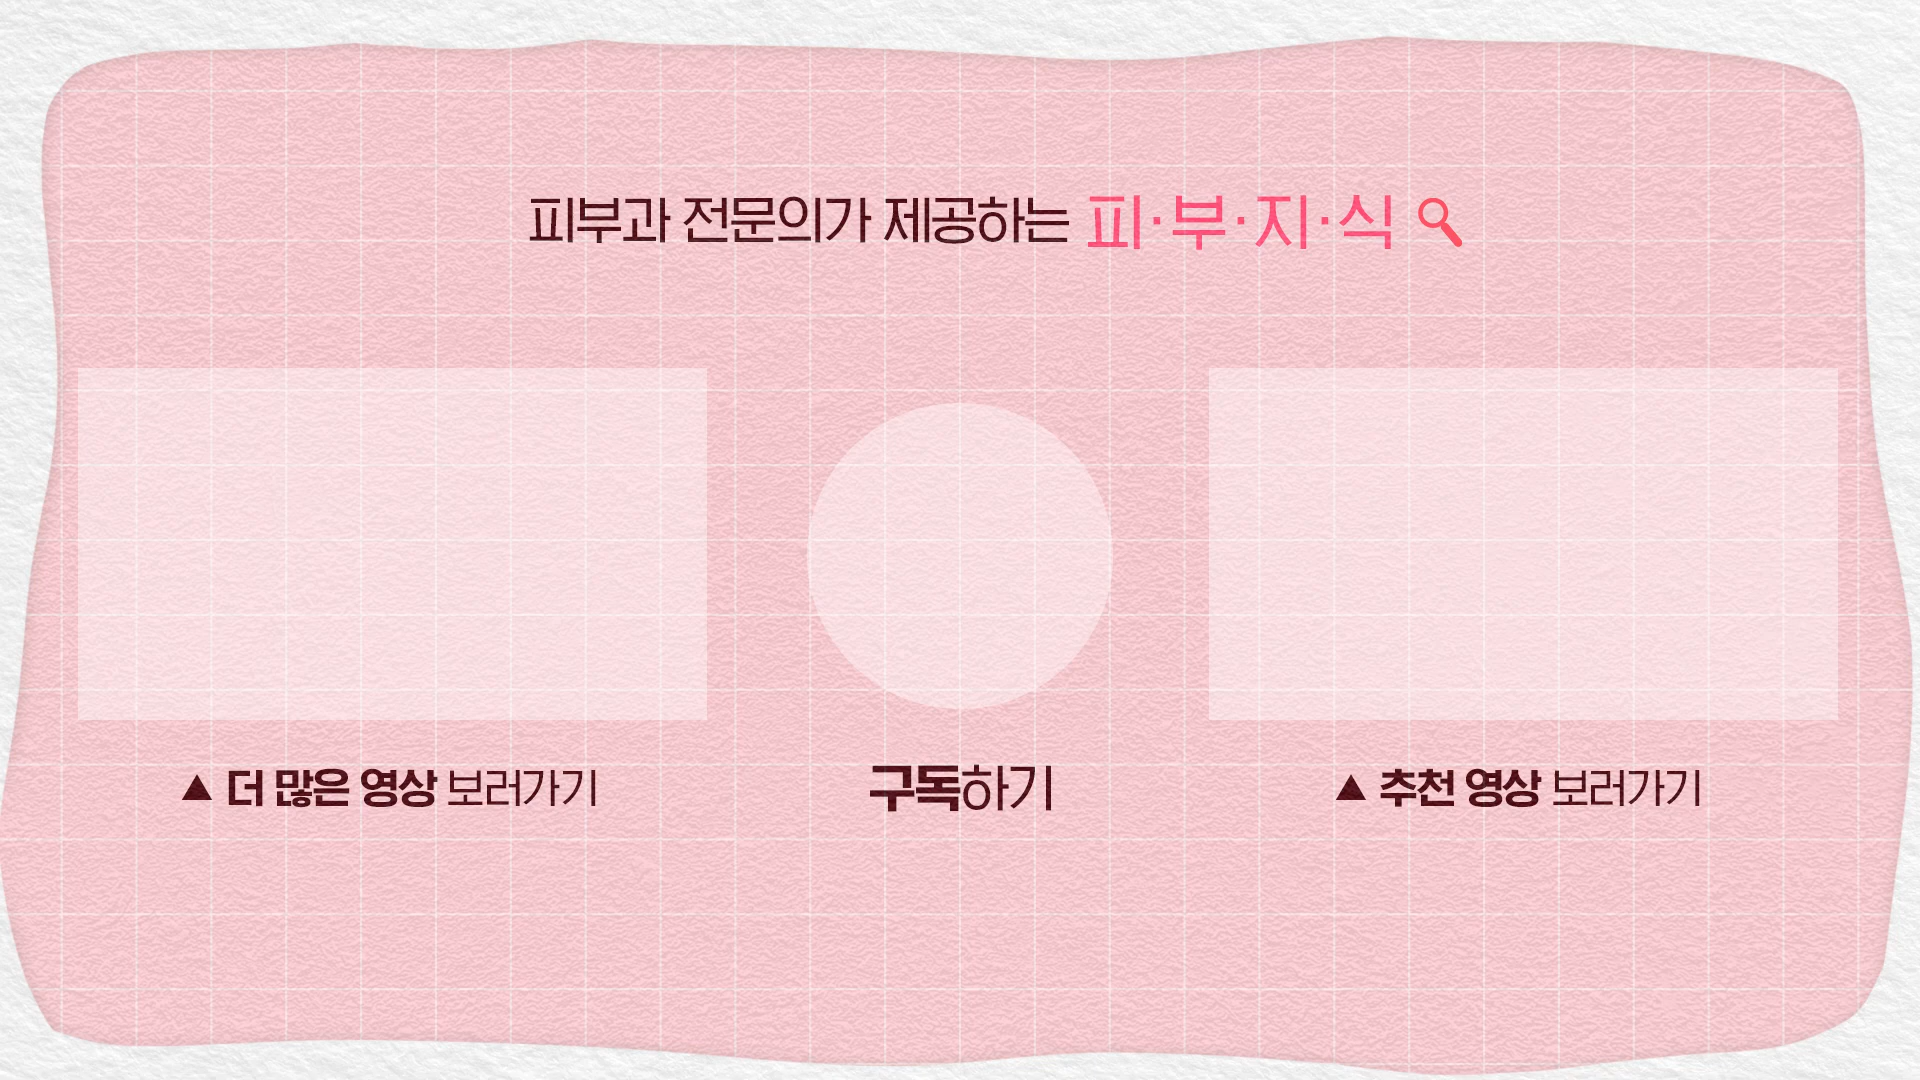 피부과 전문의가 제공하는 피·부·지·식
▲ 더 많은 영상 보러가기
구독하기
▲ 추천 영상 보러가기